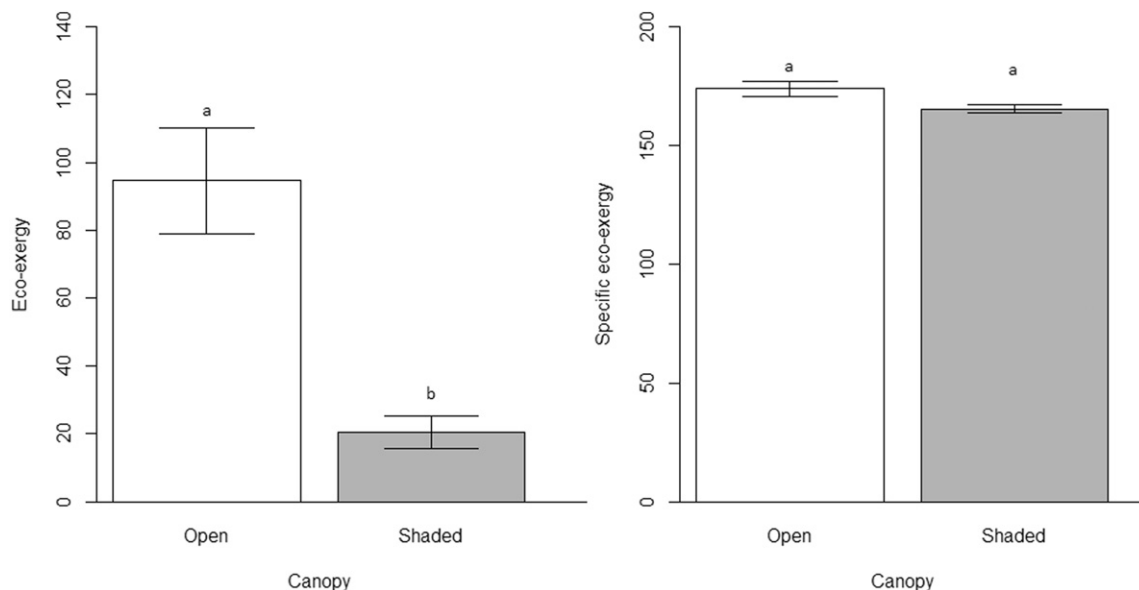 140
120
100
80
60
40
20
0
Eco-exergy
a
b
Open Shaded
Canopy
200
150
100
50
0
Specific eco-exergy
a
a
Open Shaded
Canopy